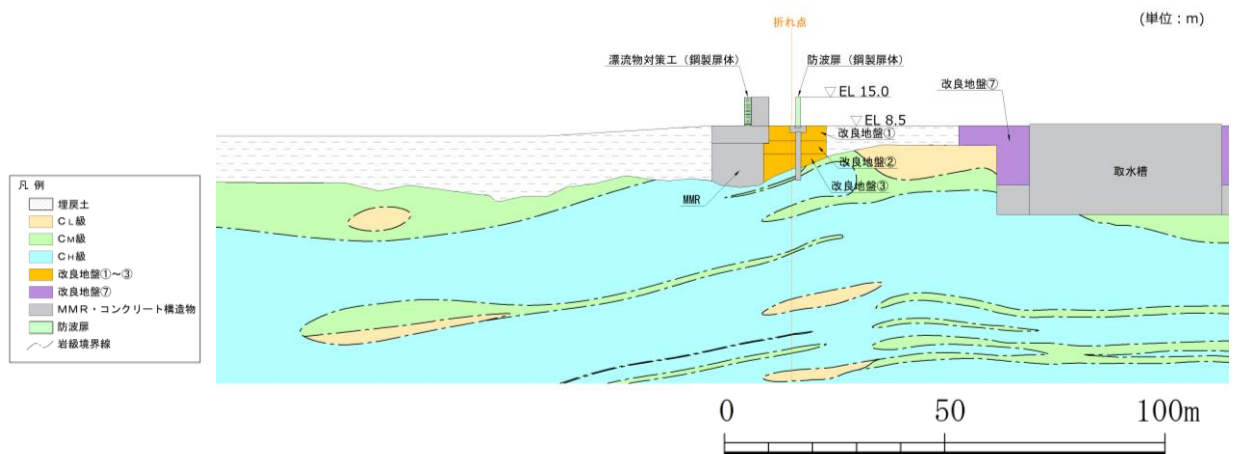 折れ点
(単位：m)
漂流物対策工（鋼製扉体）
防波扉（鋼製扉体）
改良地盤⑦
▽EL 15.0
▽EL 8.5
改良地盤①
改良地盤②
改良地盤③
MMR
取水槽
凡 例
埋戻土
CL級
CM級
CH級
改良地盤①～③
改良地盤⑦
MMR・コンクリート構造物
防波扉
岩級境界線
0 50 100m